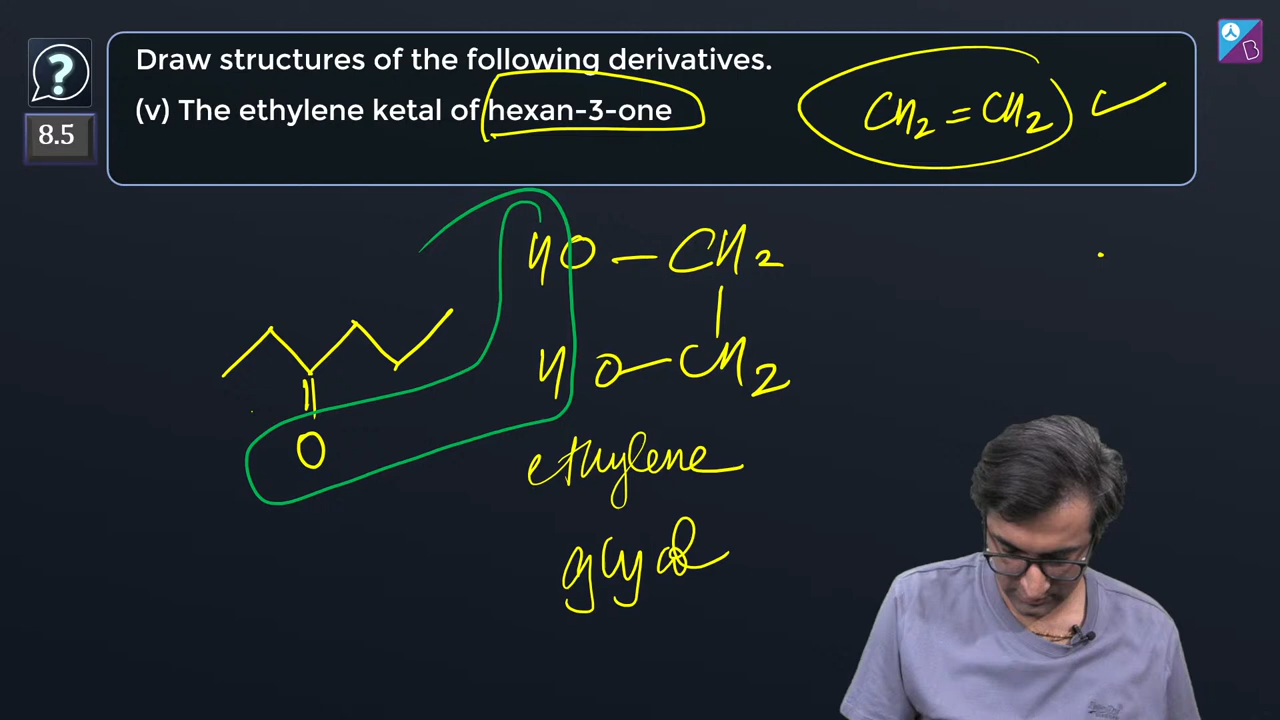 ?
8.5
Draw structures of the following derivatives.
(v) The ethylene ketal of hexan-3-one
CH₂ = CH₂
HO — CH₂
HO — CH₂
O
ethylene
glycol
B